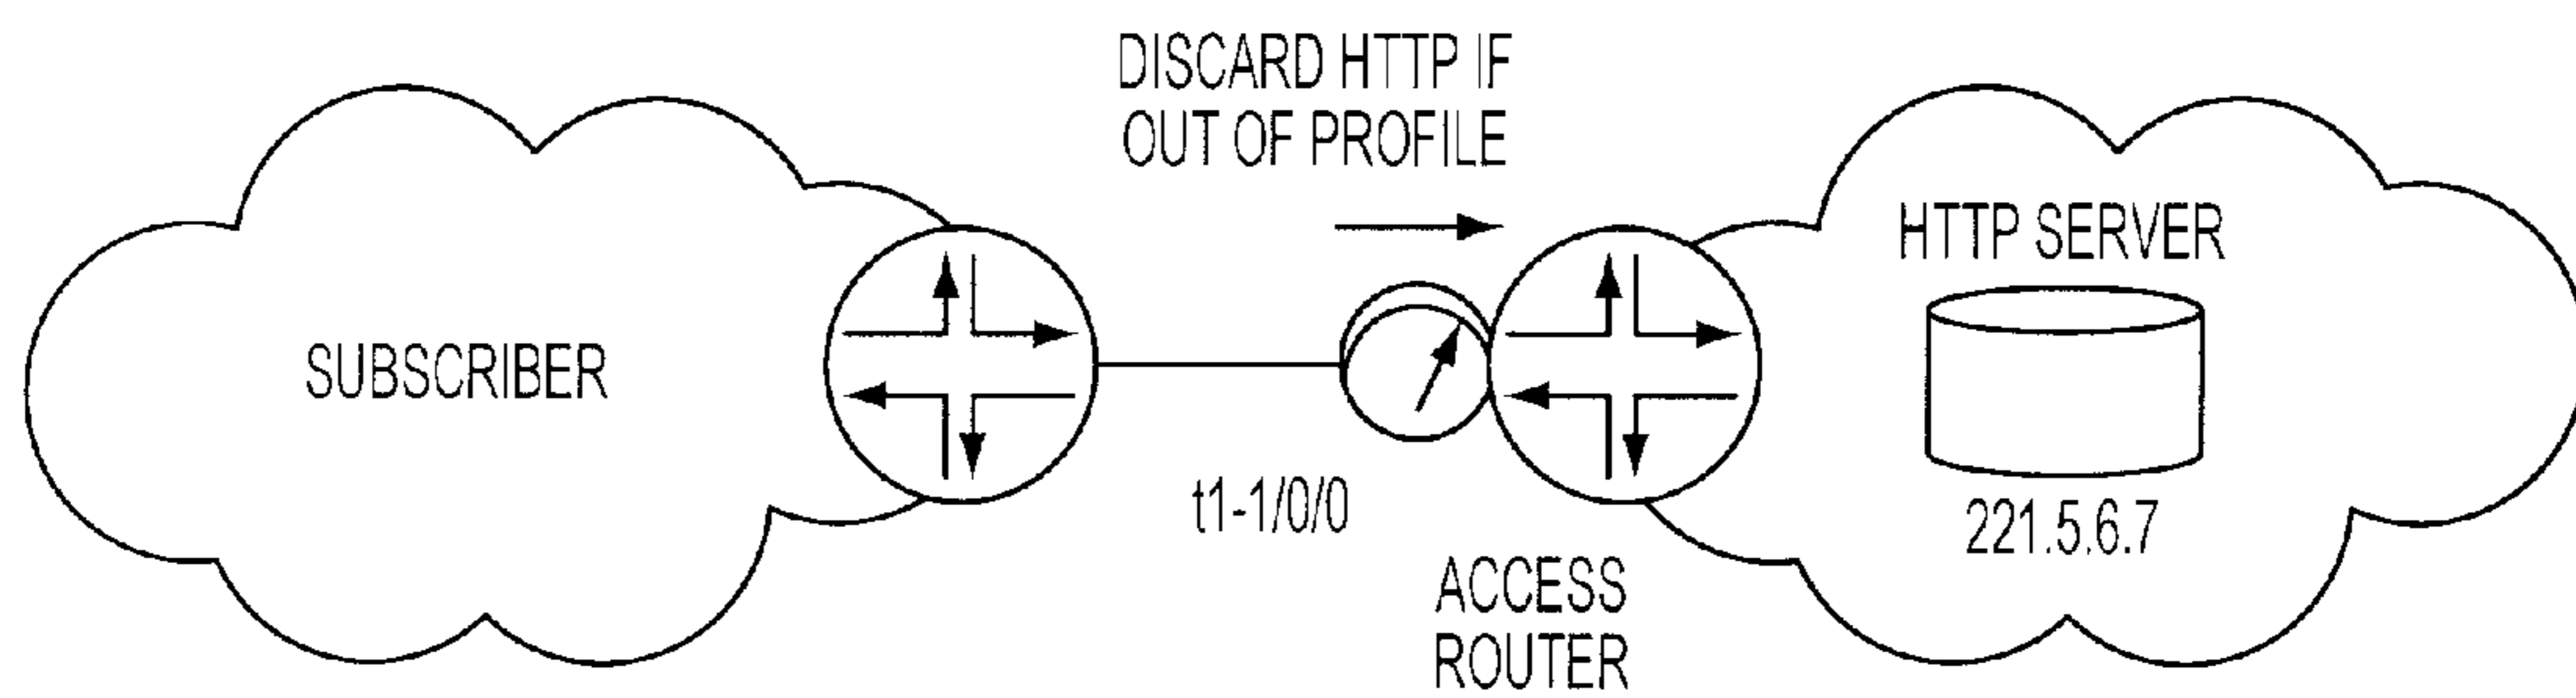 DISCARD HTTP IF
OUT OF PROFILE
HTTP SERVER
SUBSCRIBER
t1-1/0/0
221.5.6.7
ACCESS
ROUTER